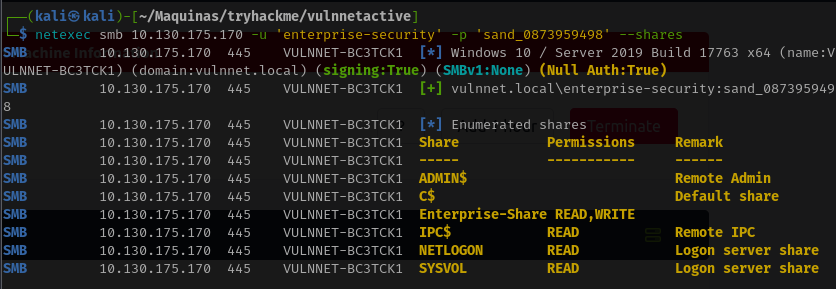 ┌──(kali㉿kali)-[~/Maquinas/tryhackme/vulnnetactive]
└─$ netexec smb 10.130.175.170 -u 'enterprise-security' -p 'sand_0873959498' --shares
SMB         10.130.175.170  445    VULNNET-BC3TCK1  [*] Windows 10 / Server 2019 Build 17763 x64 (name:V
ULNNET-BC3TCK1) (domain:vulnnet.local) (signing:True) (SMBv1:None) (Null Auth:True)
SMB         10.130.175.170  445    VULNNET-BC3TCK1  [+] vulnnet.local\enterprise-security:sand_087395949
8
SMB         10.130.175.170  445    VULNNET-BC3TCK1  [*] Enumerated shares
Terminate
SMB         10.130.175.170  445    VULNNET-BC3TCK1  Share           Permissions     Remark
SMB         10.130.175.170  445    VULNNET-BC3TCK1  -----           -----------     ------
SMB         10.130.175.170  445    VULNNET-BC3TCK1  ADMIN$                          Remote Admin
SMB         10.130.175.170  445    VULNNET-BC3TCK1  C$                              Default share
SMB         10.130.175.170  445    VULNNET-BC3TCK1  Enterprise-Share READ,WRITE
SMB         10.130.175.170  445    VULNNET-BC3TCK1  IPC$            READ            Remote IPC
SMB         10.130.175.170  445    VULNNET-BC3TCK1  NETLOGON        READ            Logon server share
SMB         10.130.175.170  445    VULNNET-BC3TCK1  SYSVOL          READ            Logon server share